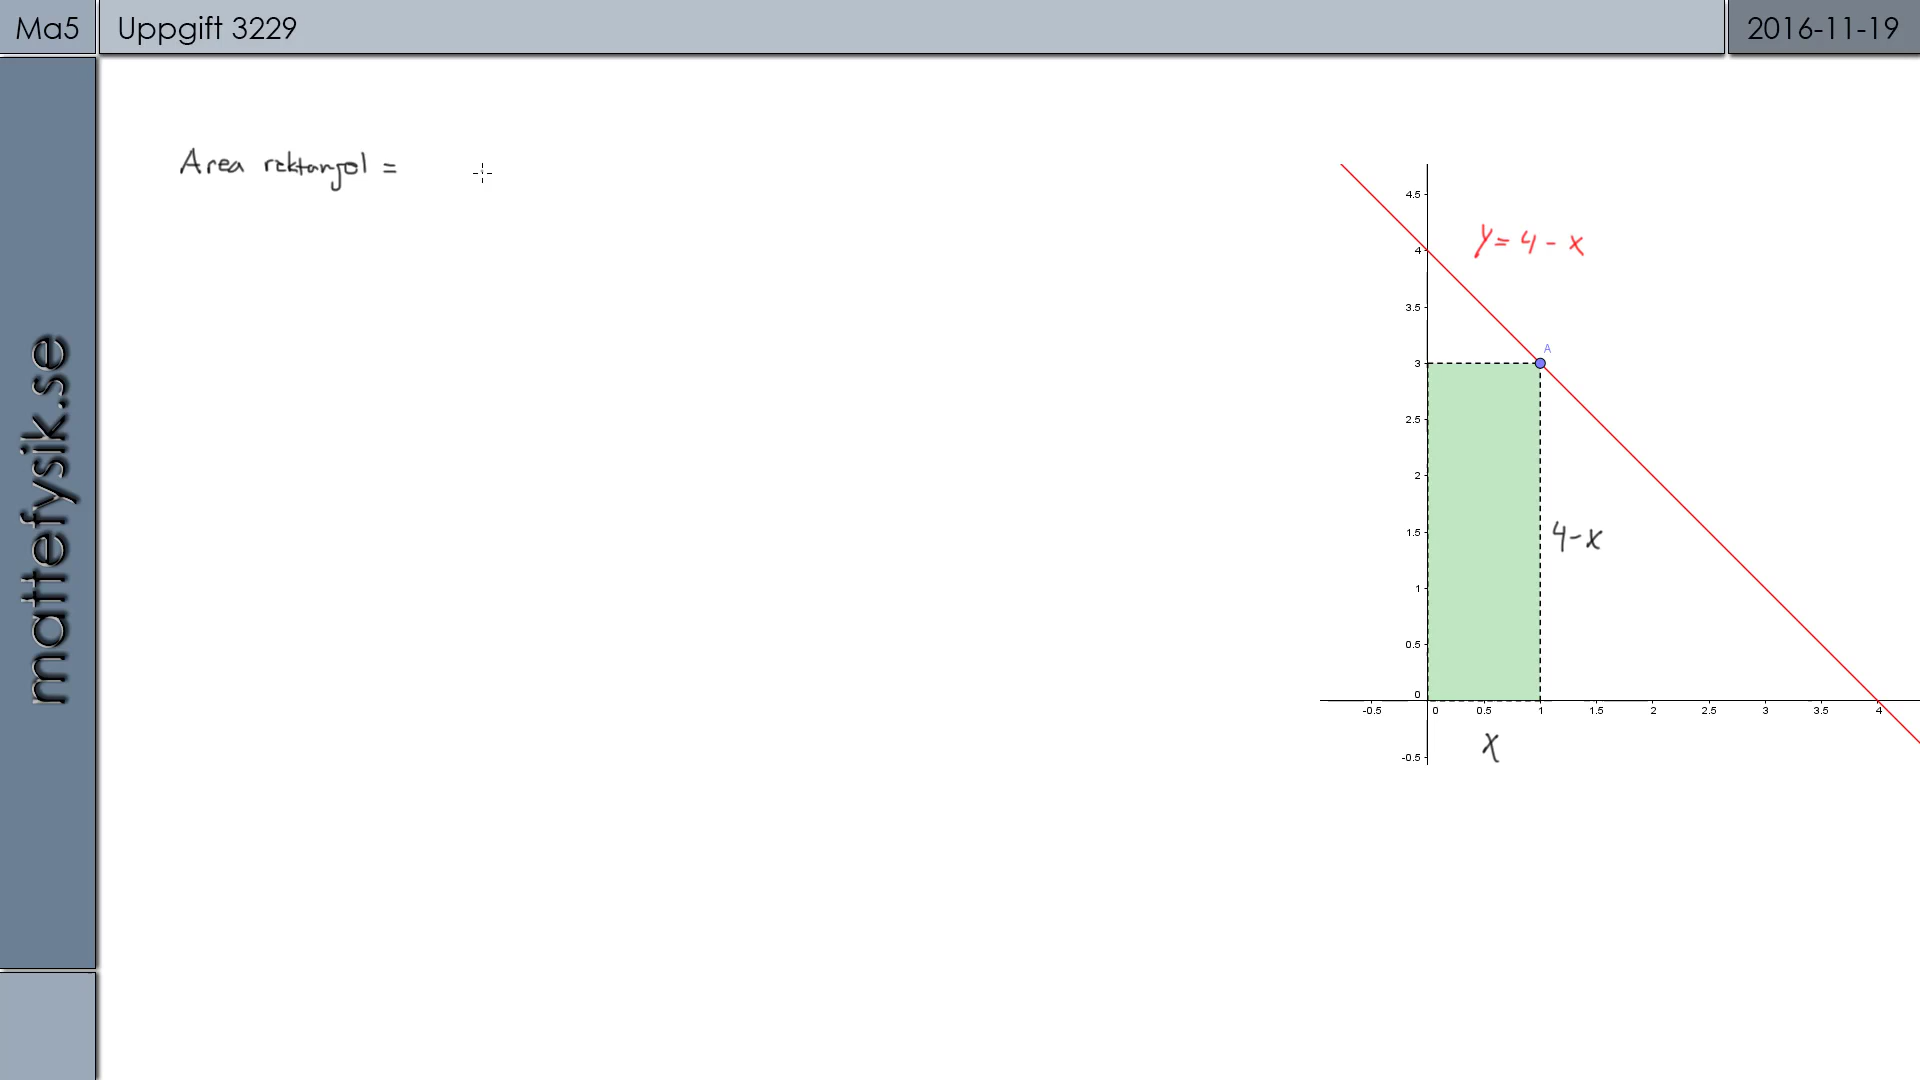 Ma5
Uppgift 3229
2016-11-19
mattefysik.se
Area rektangel =
y = 4 - x
A
4-x
x
4.5
4
3.5
3
2.5
2
1.5
1
0.5
0
-0.5
-0.5
0
0.5
1
1.5
2
2.5
3
3.5
4